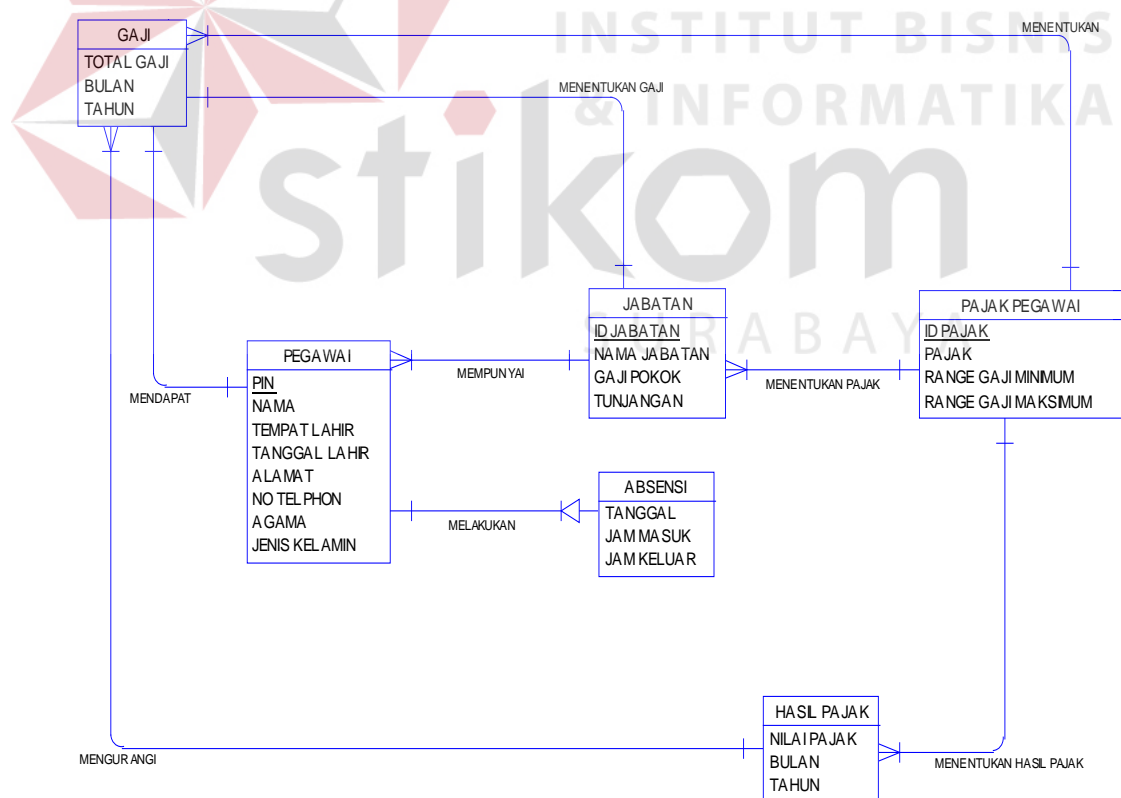 INSTITUT BISNIS
& INFORMATIKA
stikom
SURABAYA
GAJI
TOTAL GAJI
BULAN
TAHUN
MENENTUKAN
MENENTUKAN GAJI
JABATAN
ID JABATAN
NAMA JABATAN
GAJI POKOK
TUNJANGAN
PAJAK PEGAWAI
ID PAJAK
PAJAK
RANGE GAJI MINIMUM
RANGE GAJI MAKSIMUM
PEGAWAI
PIN
NAMA
TEMPAT LAHIR
TANGGAL LAHIR
ALAMAT
NO TELPHON
AGAMA
JENIS KELAMIN
MENDAPAT
MEMPUNYAI
MENENTUKAN PAJAK
MELAKUKAN
ABSENSI
TANGGAL
JAM MASUK
JAM KELUAR
HASIL PAJAK
NILAI PAJAK
BULAN
TAHUN
MENGURANGI
MENENTUKAN HASIL PAJAK